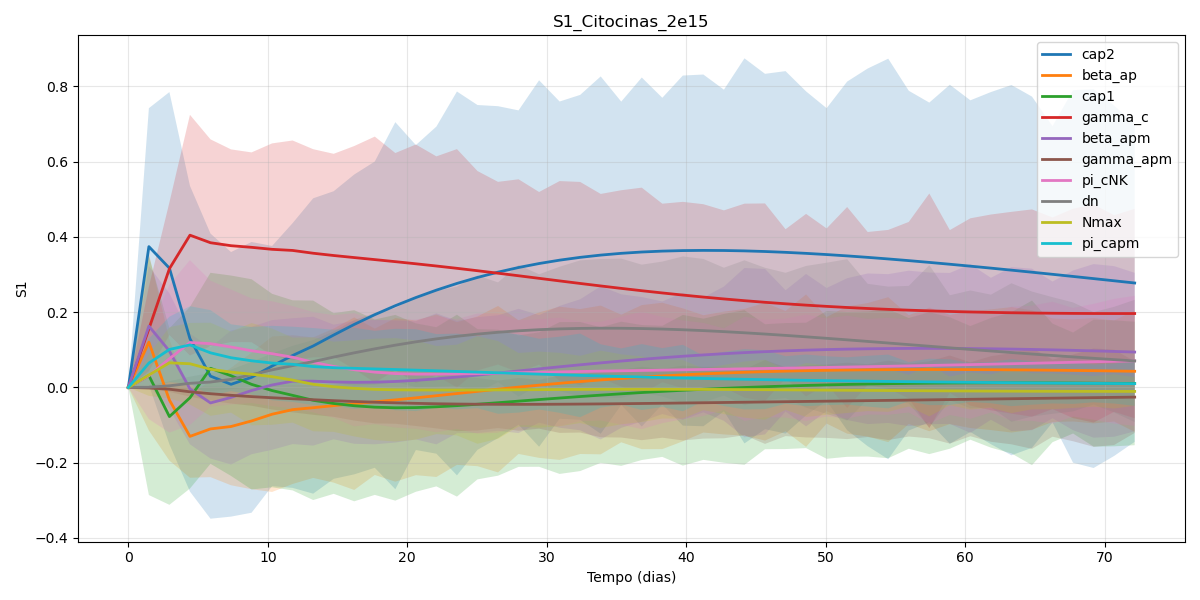 S1_Citocinas_2e15
S1
0.8
0.6
0.4
0.2
0.0
−0.2
−0.4
0 10 20 30 40 50 60 70
Tempo (dias)
cap2
beta_ap
cap1
gamma_c
beta_apm
gamma_apm
pi_cNK
dn
Nmax
pi_capm